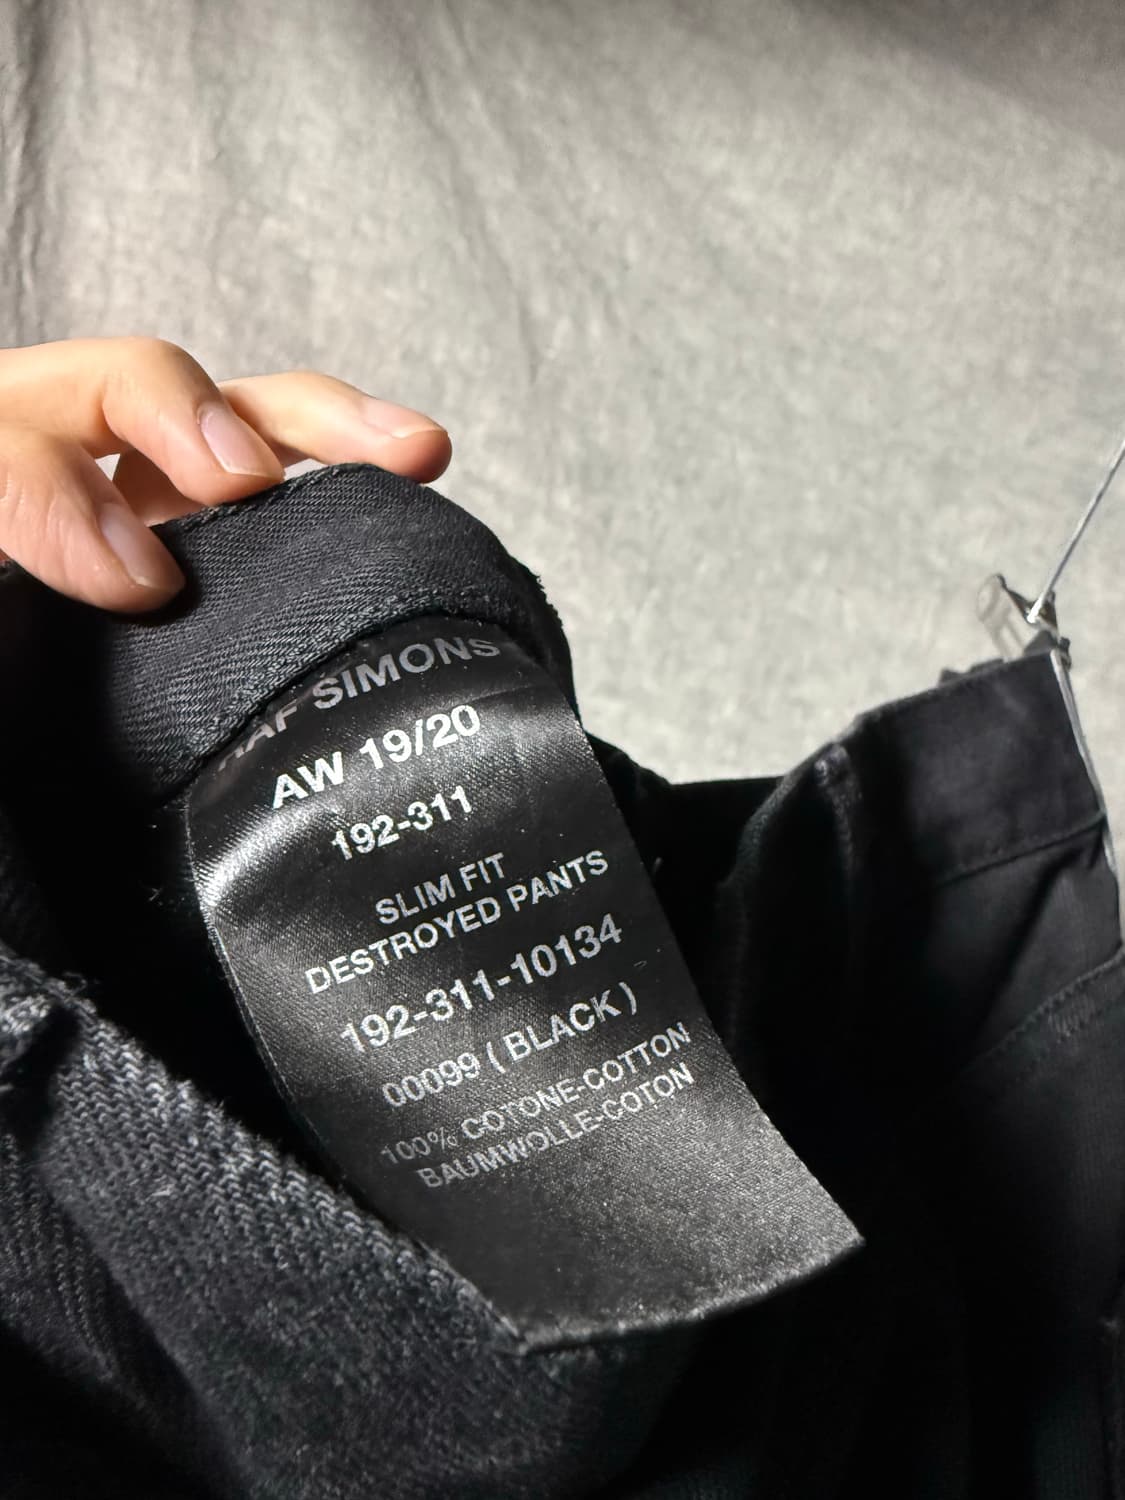 RAF SIMONS
AW 19/20
192-311
SLIM FIT
DESTROYED PANTS
192-311-10134
00099 ( BLACK )
100% COTONE-COTTON
BAUMWOLLE-COTON